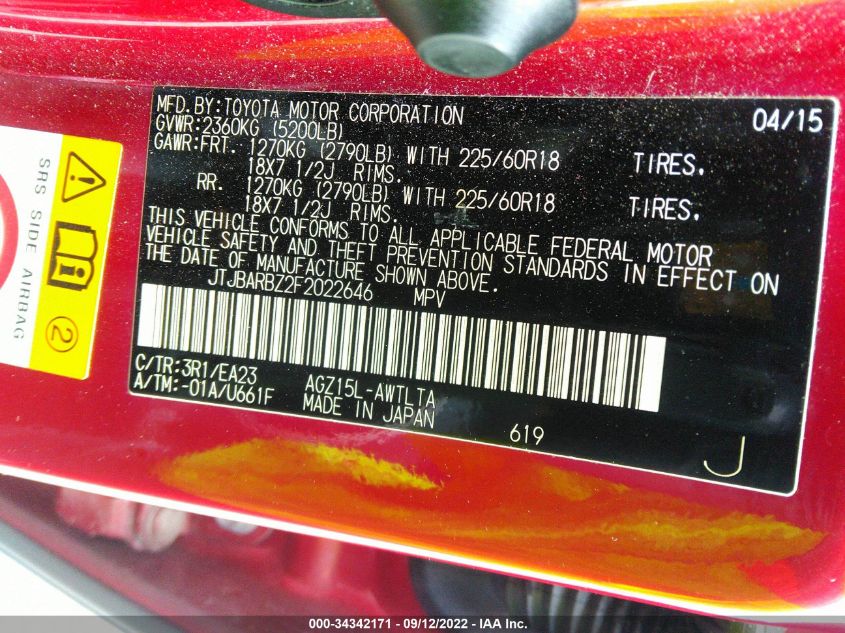 MFD.BY:TOYOTA MOTOR CORPORATION 04/15
GVWR:2360KG (5200LB)
GAWR:FRT. 1270KG (2790LB) WITH 225/60R18 TIRES.
18X7 1/2J RIMS.
RR. 1270KG (2790LB) WITH 225/60R18 TIRES.
18X7 1/2J RIMS.
THIS VEHICLE CONFORMS TO ALL APPLICABLE FEDERAL MOTOR
VEHICLE SAFETY AND THEFT PREVENTION STANDARDS IN EFFECT ON
THE DATE OF MANUFACTURE SHOWN ABOVE.
JTJBARBZ2F2022646 MPV
C/TR:3R1/EA23 AGZ15L-AWTLTA
A/TM:-01A/U661F MADE IN JAPAN
619
J
SRS SIDE AIRBAG
2
000-34342171 - 09/12/2022 - IAA Inc.